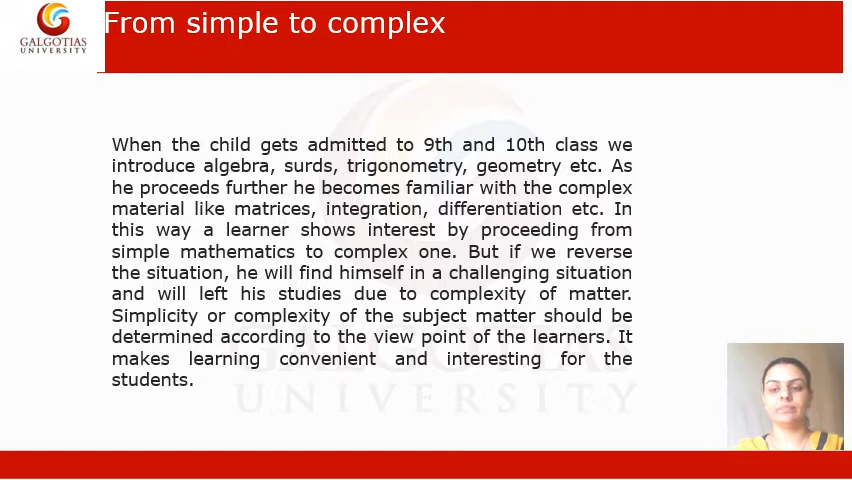 From simple to complex
GALGOTIAS
UNIVERSITY
When the child gets admitted to 9th and 10th class we
introduce algebra, surds, trigonometry, geometry etc. As
he proceeds further he becomes familiar with the complex
material like matrices, integration, differentiation etc. In
this way a learner shows interest by proceeding from
simple mathematics to complex one. But if we reverse
the situation, he will find himself in a challenging situation
and will left his studies due to complexity of matter.
Simplicity or complexity of the subject matter should be
determined according to the view point of the learners. It
makes learning convenient and interesting for the
students.
GALGOTIAS
UNIVERSITY